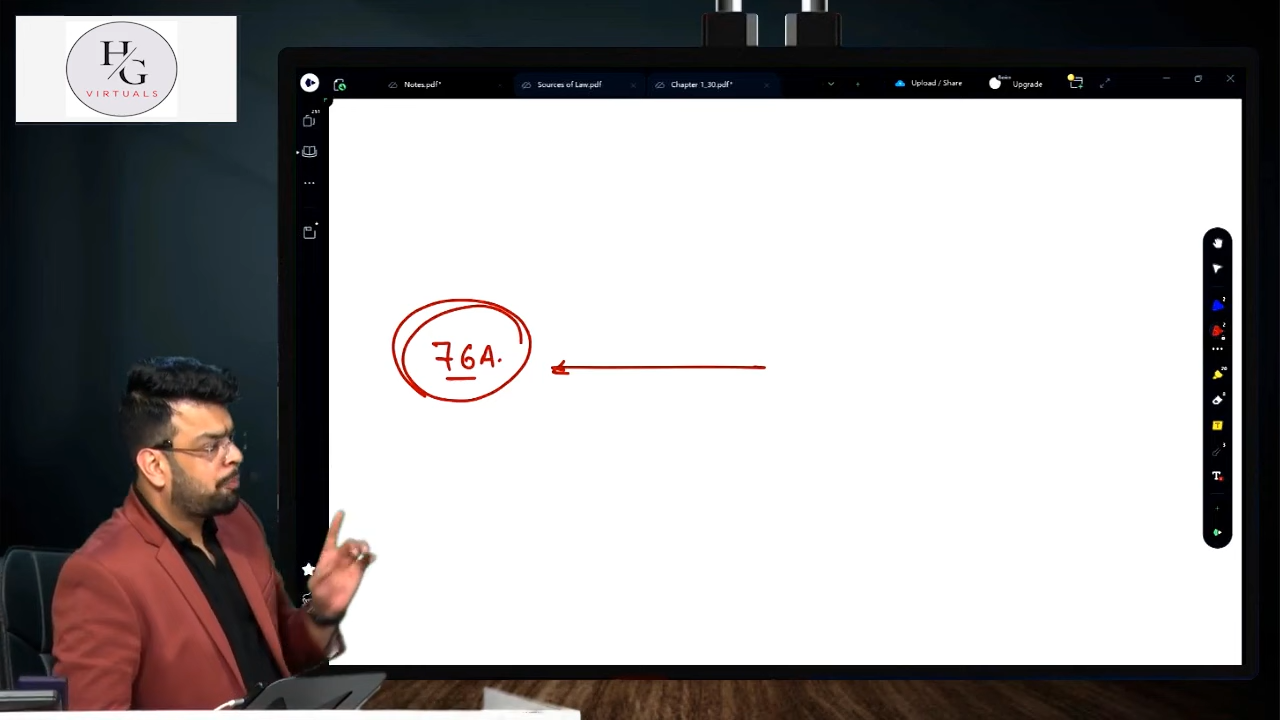 H/G
VIRTUALS
Notes.pdf*
Sources of Law.pdf
Chapter 1_30.pdf*
Upload / Share
Upgrade
76A.
T
T